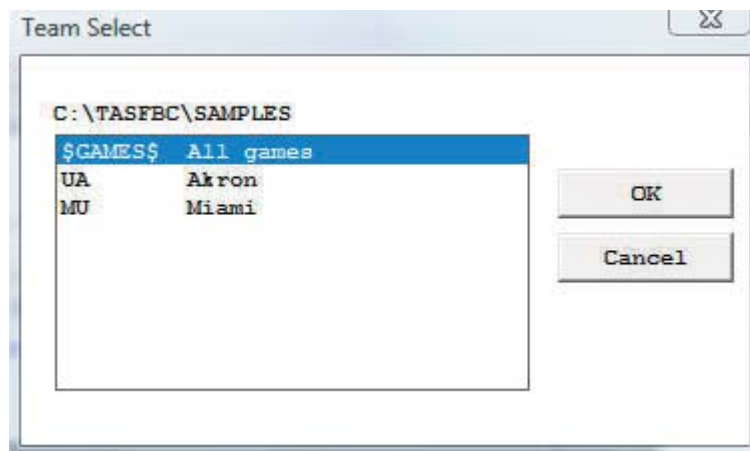 Team Select
C:\TASFBC\SAMPLES
$GAMES$ All games
UA Akron
MU Miami
OK
Cancel